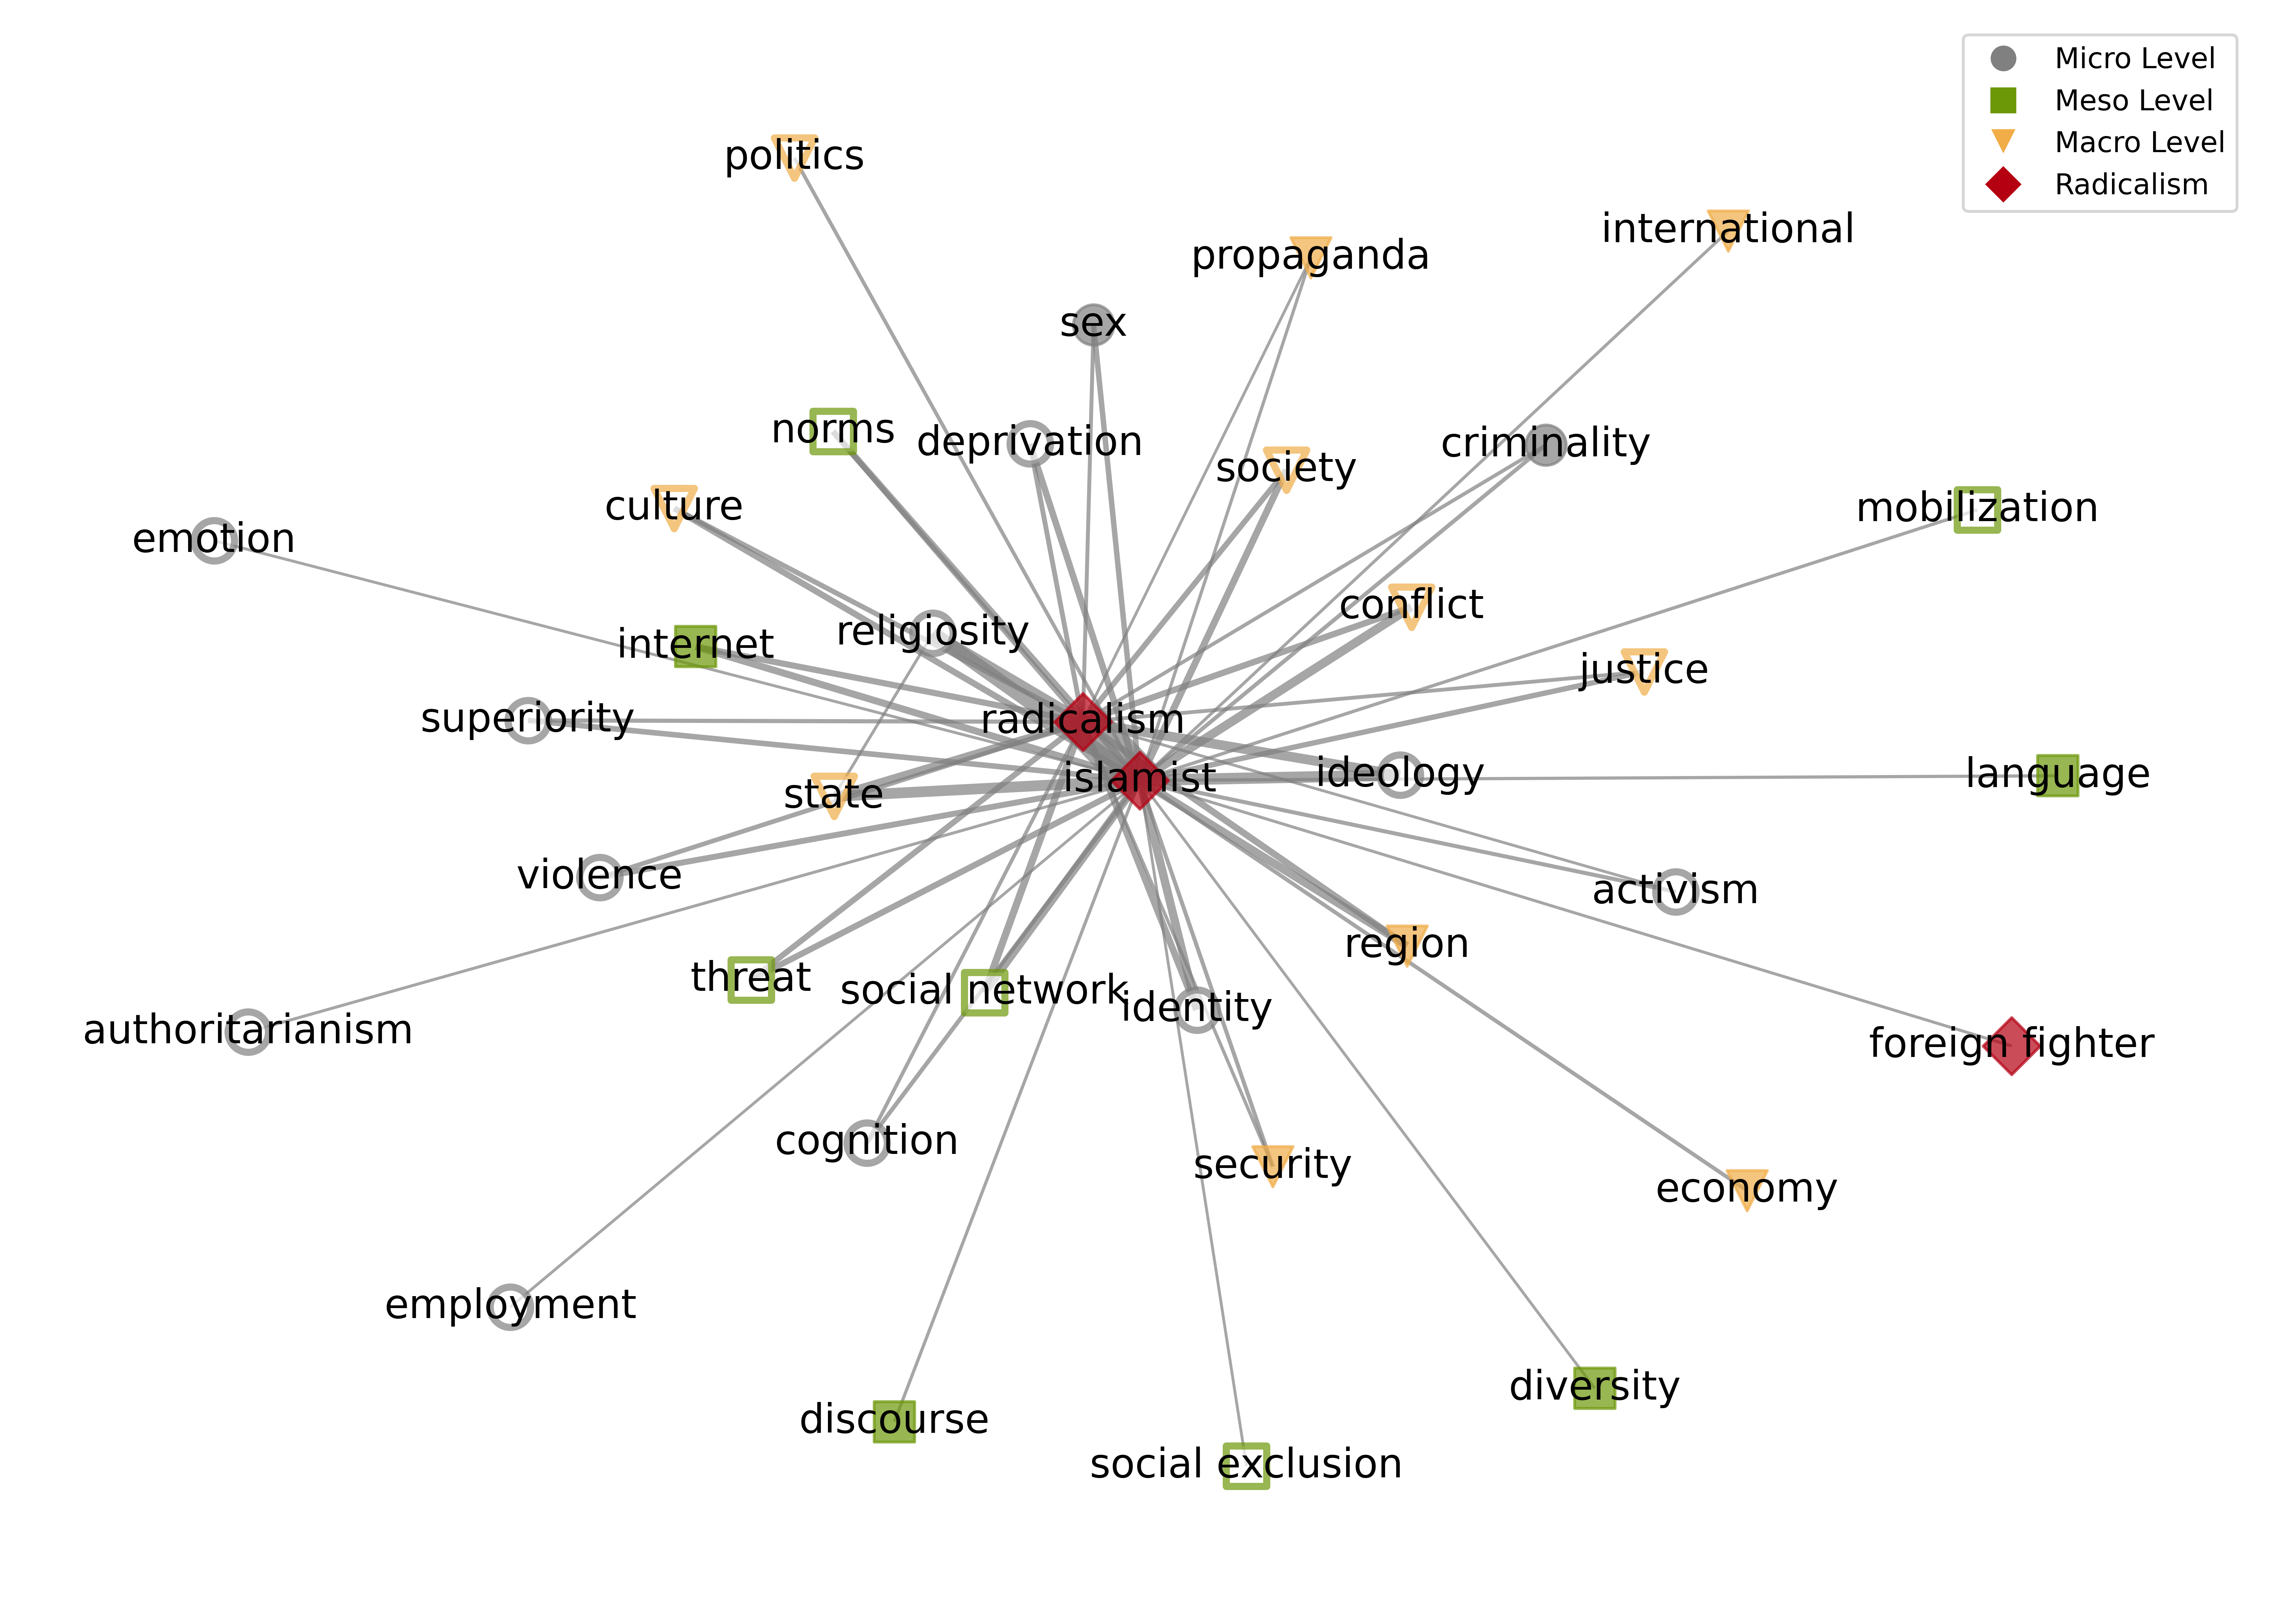 Micro Level
Meso Level
Macro Level
Radicalism
politics
international
propaganda
sex
norms
deprivation
society
criminality
culture
mobilization
emotion
conflict
religiosity
internet
justice
superiority
radicalism
islamist
ideology
language
state
violence
activism
region
threat
social network
identity
authoritarianism
foreign fighter
cognition
security
economy
employment
diversity
discourse
social exclusion